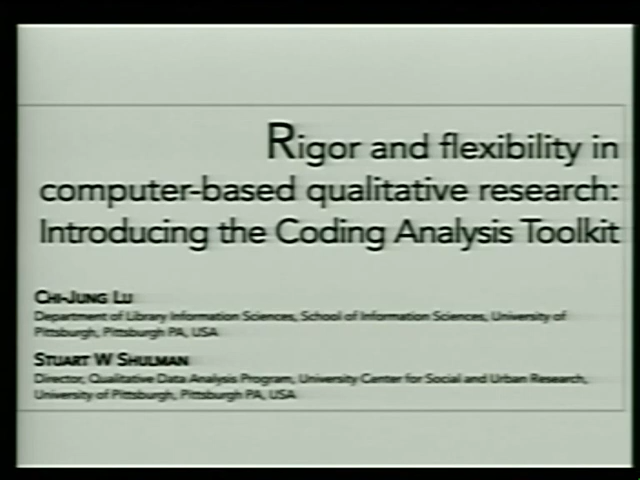 Rigor and flexibility in
computer-based qualitative research:
Introducing the Coding Analysis Toolkit
CHI-JUNG LU
Department of Library Information Sciences, School of Information Sciences, University of
Pittsburgh, Pittsburgh PA, USA
STUART W SHULMAN
Director, Qualitative Data Analysis Program, University Center for Social and Urban Research,
University of Pittsburgh, Pittsburgh PA, USA